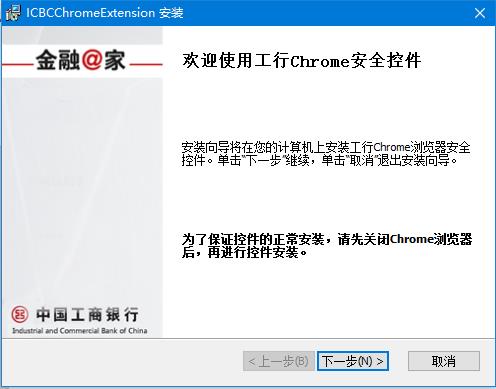 ICBCChromeExtension 安装
金融@家
欢迎使用工行Chrome安全控件
安装向导将在您的计算机上安装工行Chrome浏览器安全
控件。单击“下一步”继续，单击“取消”退出安装向导。
为了保证控件的正常安装，请先关闭Chrome浏览器
后，再进行控件安装。
中国工商银行
Industrial and Commercial Bank of China
< 上一步(B) 下一步(N) > 取消